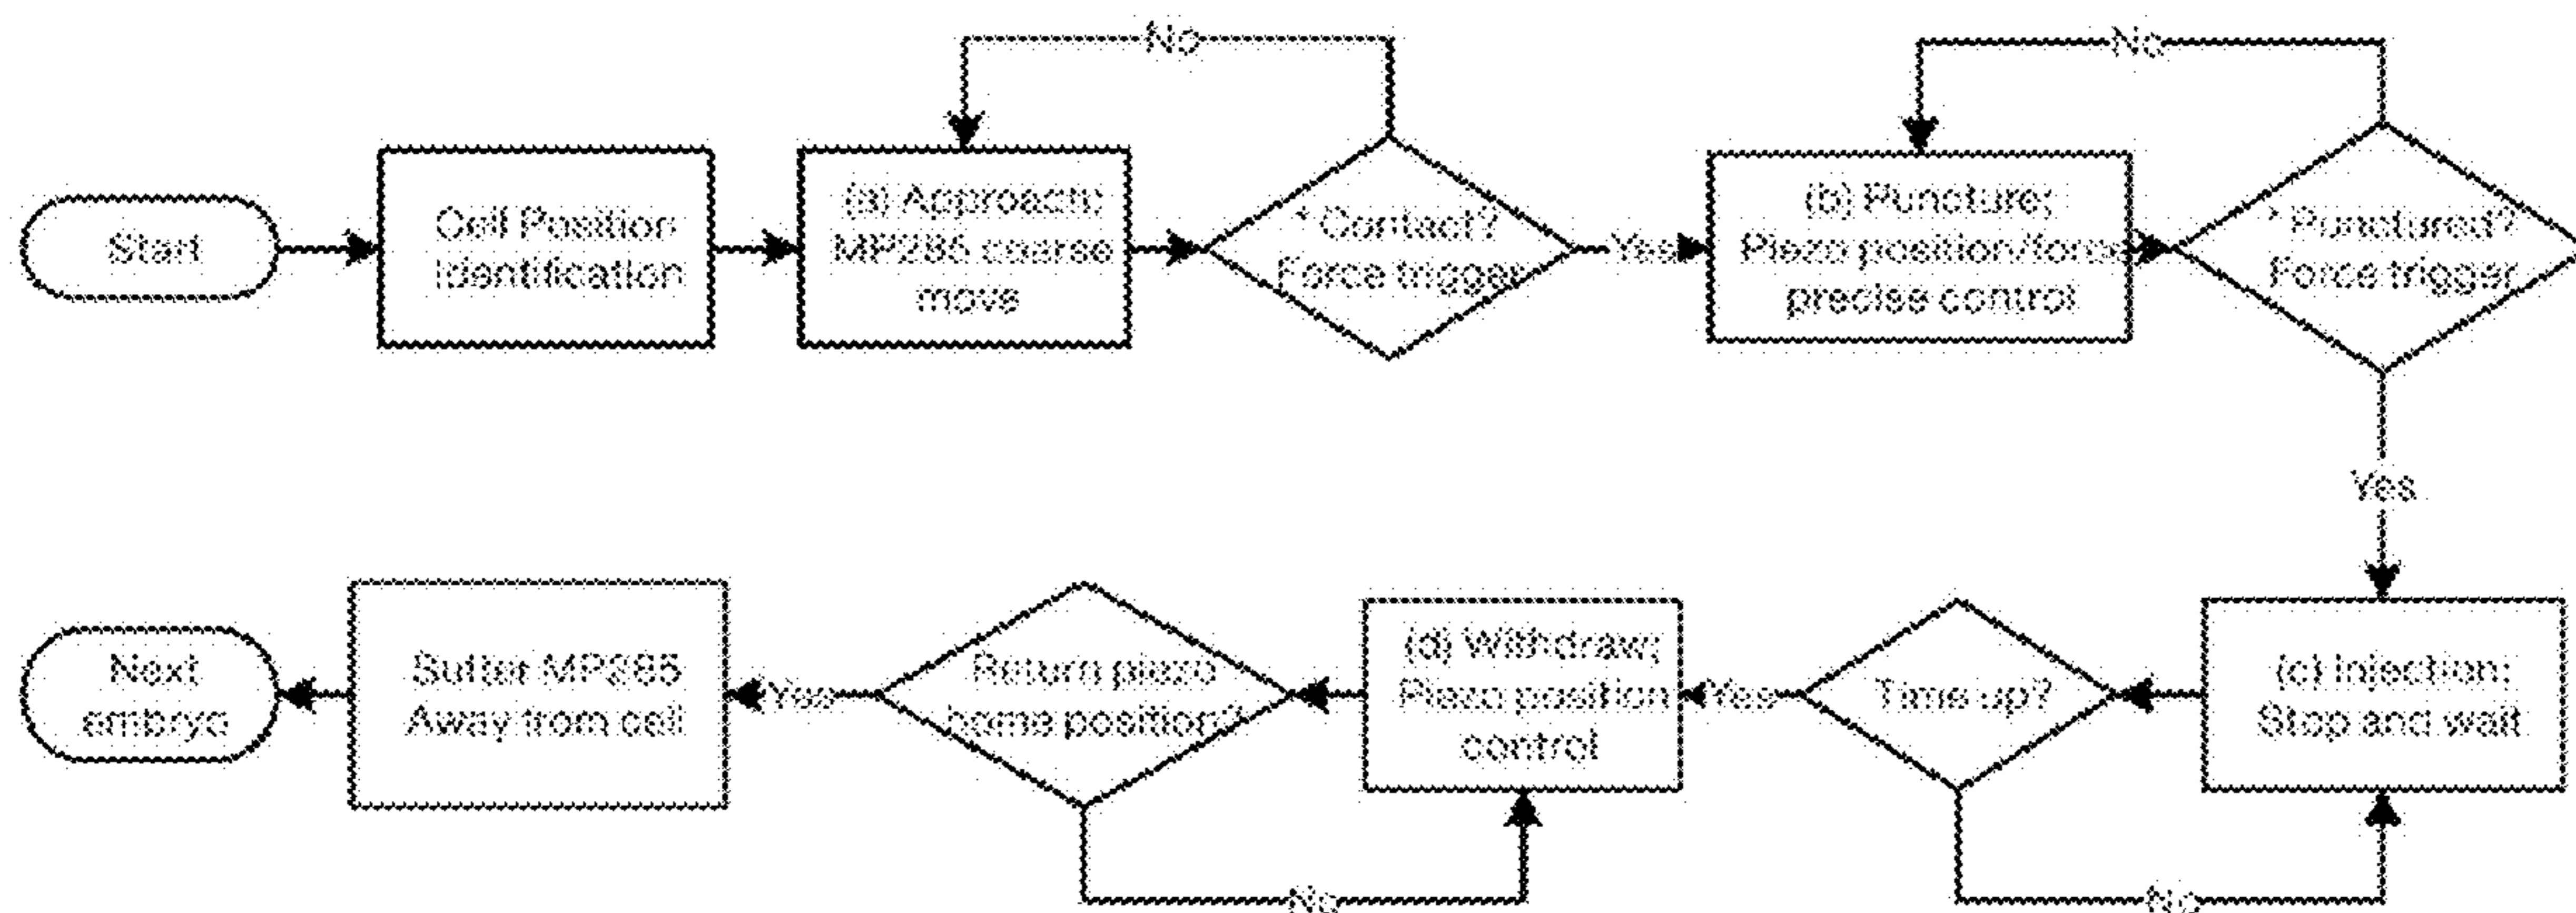 No
No
Start
Cell Position
Identification
(a) Approach;
MP285 coarse
move
* Contact?
Force trigger
Yes
(b) Puncture;
Piezo position/force
precise control
* Punctured?
Force trigger
Yes
Next
embryo
Sutter MP285
Away from cell
Yes
Return piezo
home position?
(d) Withdraw;
Piezo position
control
Yes
Time up?
(c) Injection;
Stop and wait
No
No